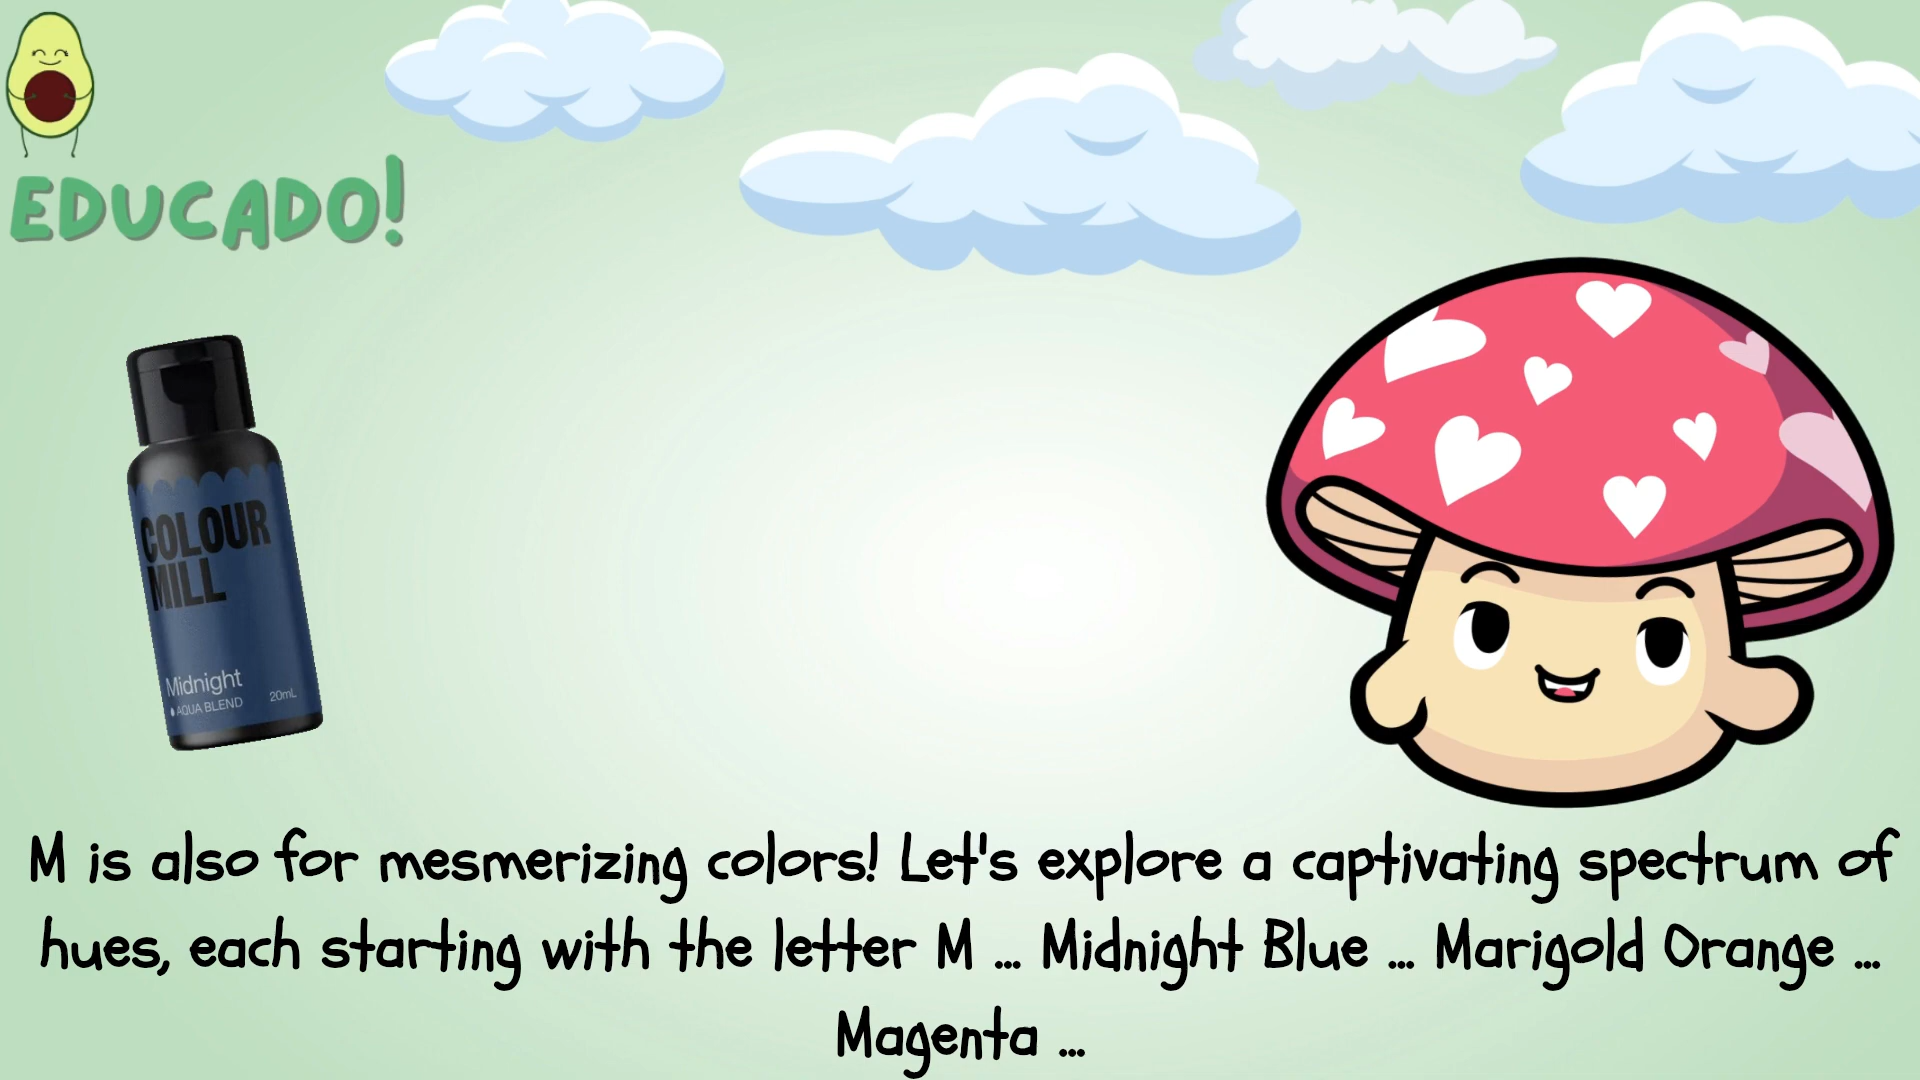 EDUCADO!
COLOUR
MILL
Midnight
AQUA BLEND
20mL
M is also for mesmerizing colors! Let's explore a captivating spectrum of
hues, each starting with the letter M ... Midnight Blue ... Marigold Orange ...
Magenta ...